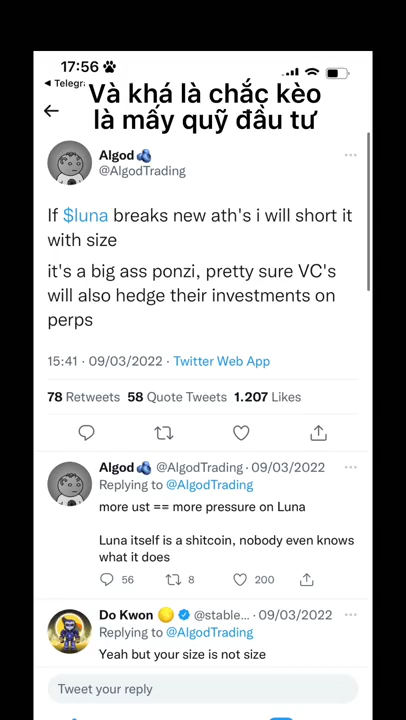 17:56
Telegr
Và khá là chắc kèo
là mấy quỹ đầu tư
Algod
@AlgodTrading
If $luna breaks new ath's i will short it
with size
it's a big ass ponzi, pretty sure VC's
will also hedge their investments on
perps
15:41 · 09/03/2022 · Twitter Web App
78 Retweets 58 Quote Tweets 1.207 Likes
Algod @AlgodTrading · 09/03/2022
Replying to @AlgodTrading
more ust == more pressure on Luna
Luna itself is a shitcoin, nobody even knows
what it does
56 8 200
Do Kwon @stable... · 09/03/2022
Replying to @AlgodTrading
Yeah but your size is not size
Tweet your reply